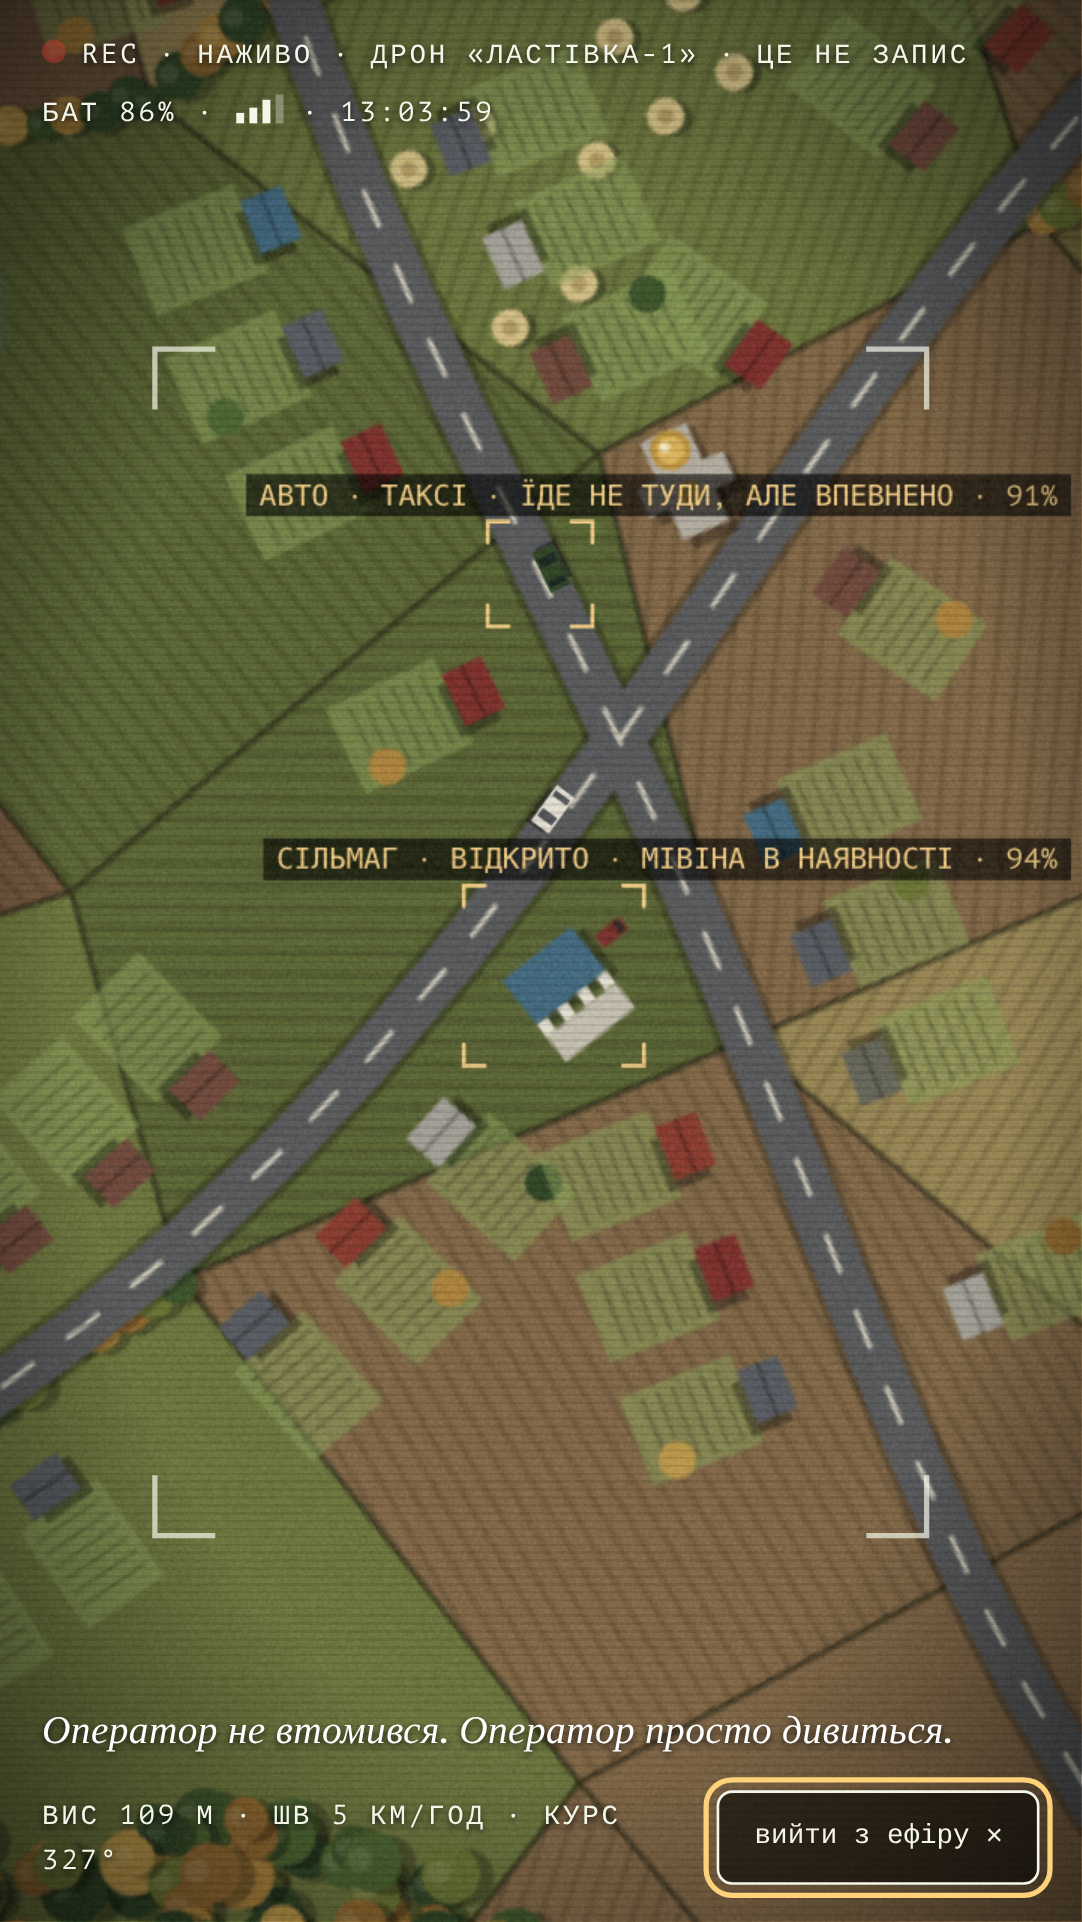 REC · НАЖИВО · ДРОН «ЛАСТІВКА-1» · ЦЕ НЕ ЗАПИС
БАТ 86% · · 13:03:59
АВТО · ТАКСІ · ЇДЕ НЕ ТУДИ, АЛЕ ВПЕВНЕНО · 91%
СІЛЬМАГ · ВІДКРИТО · МІВІНА В НАЯВНОСТІ · 94%
Оператор не втомився. Оператор просто дивиться.
ВИС 109 М · ШВ 5 КМ/ГОД · КУРС
327°
вийти з ефіру ×